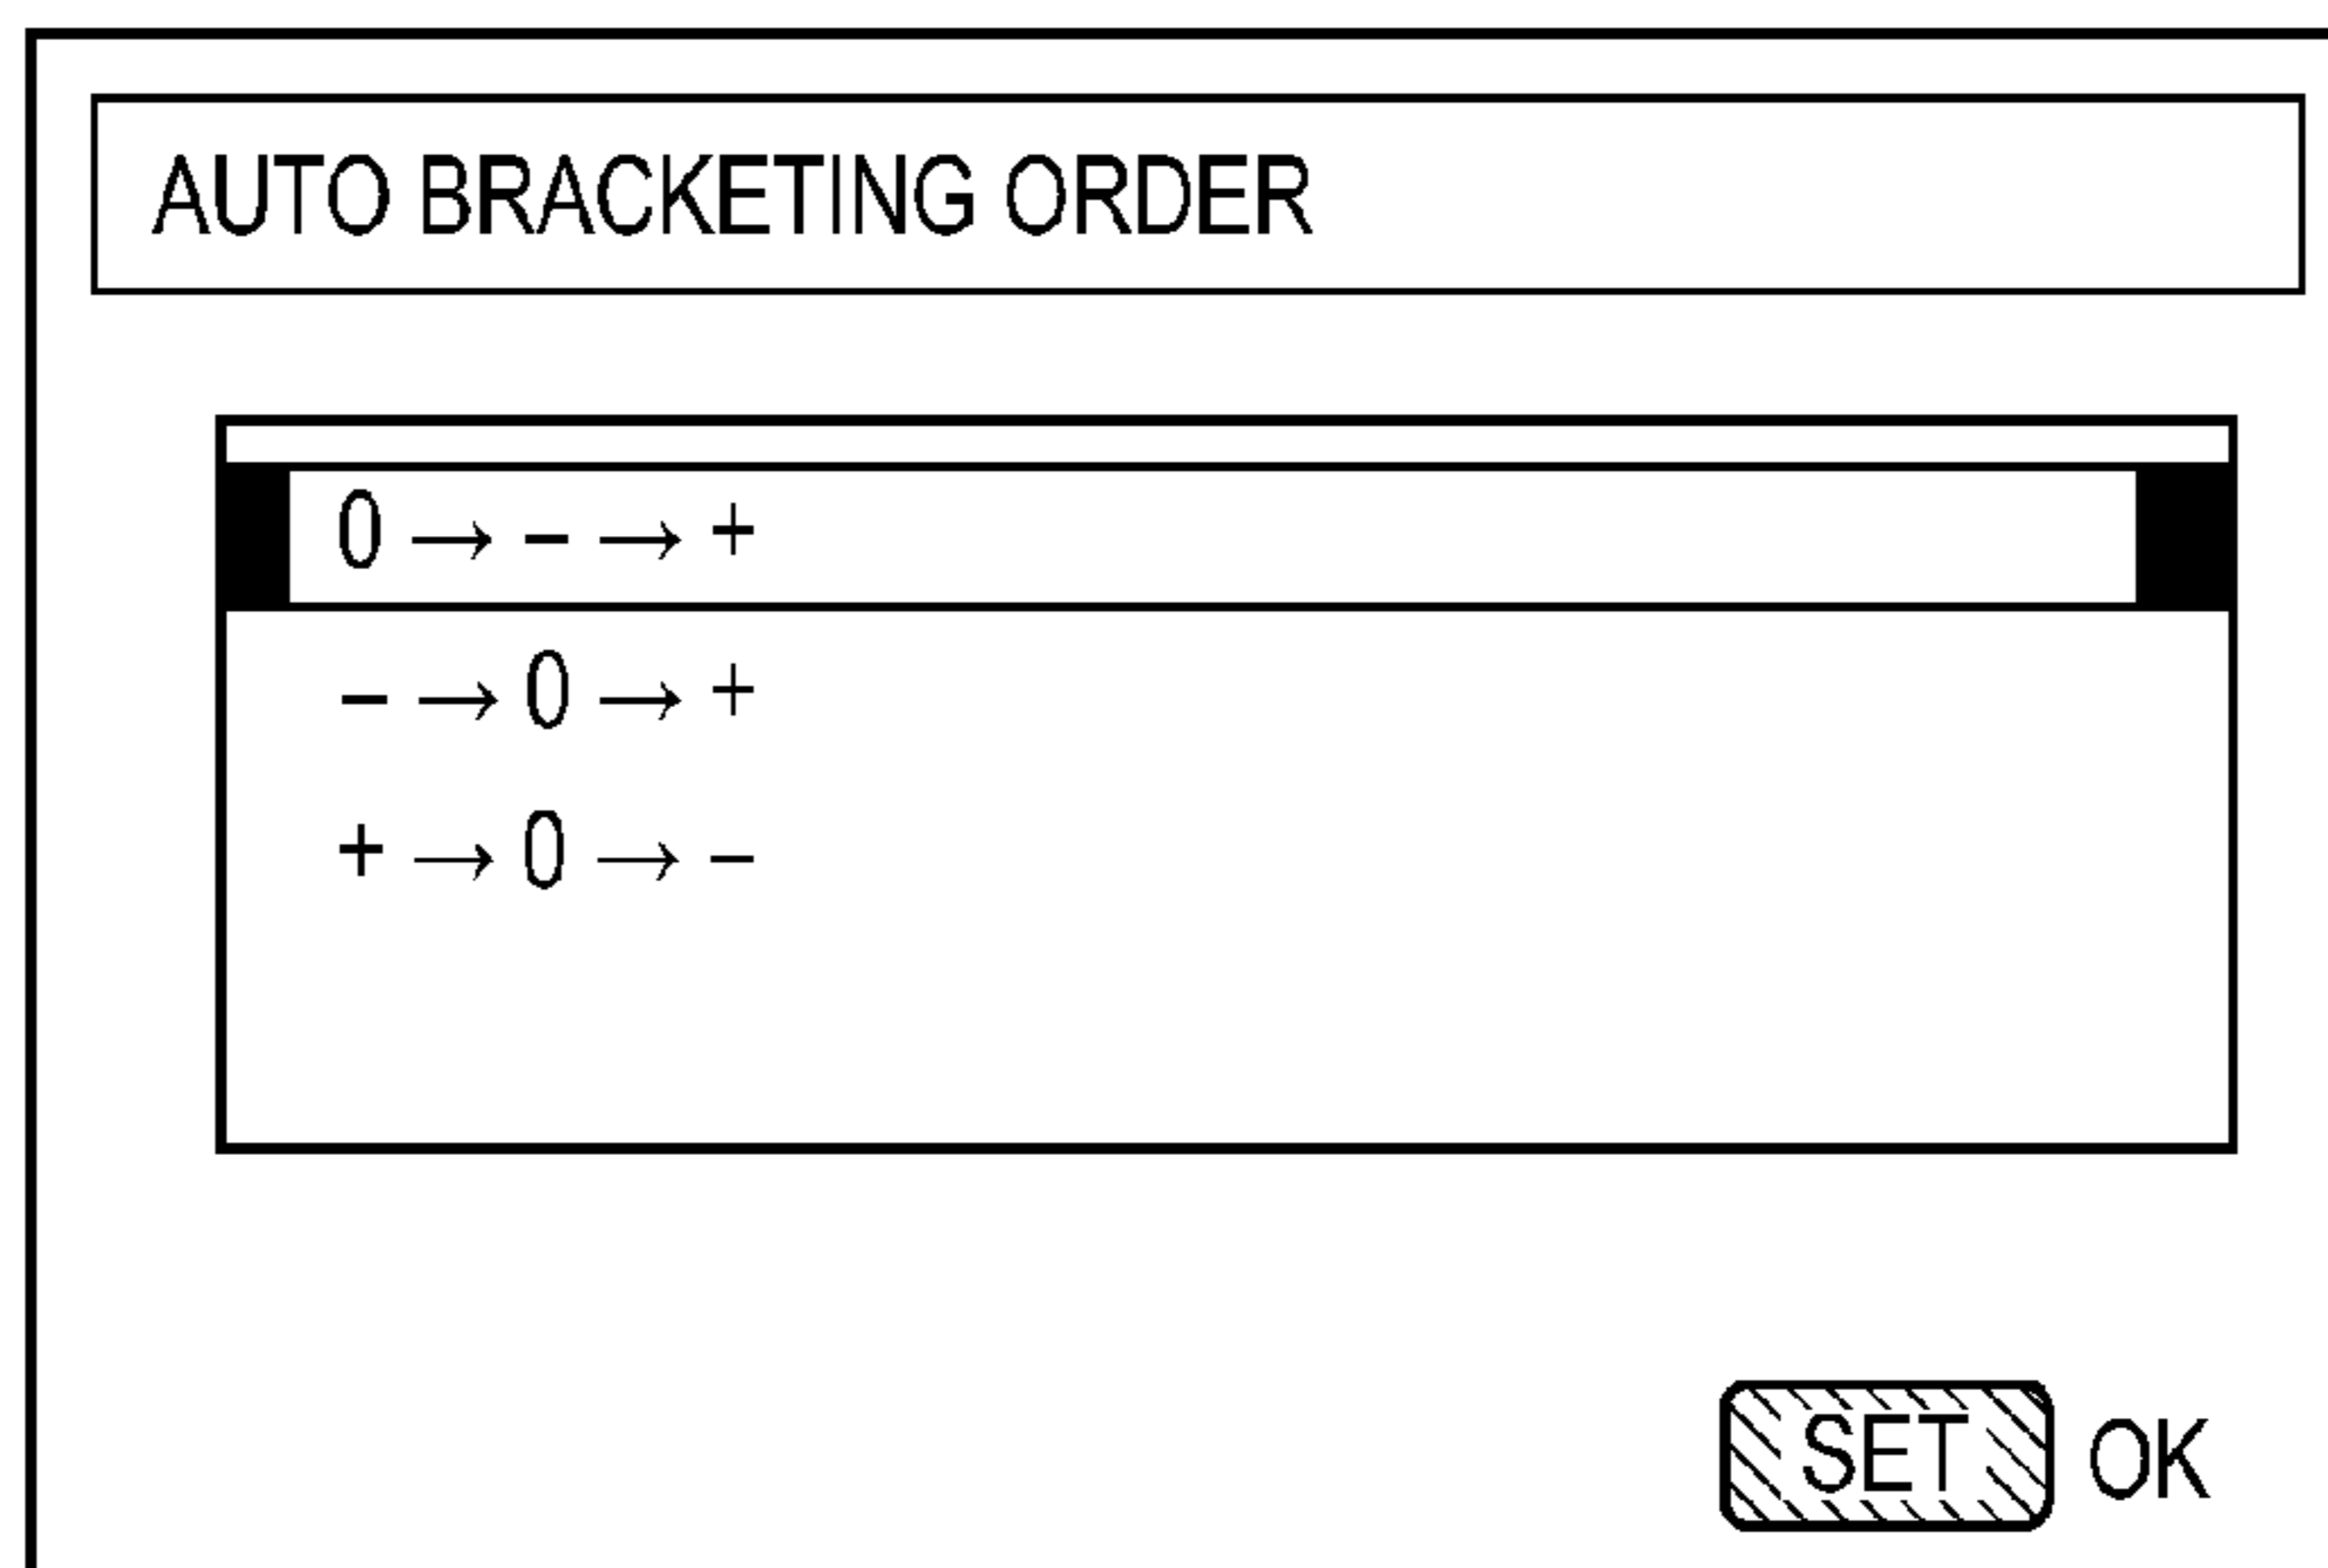 AUTO BRACKETING ORDER
0→-→+
-→0→+
+→0→-
SET OK